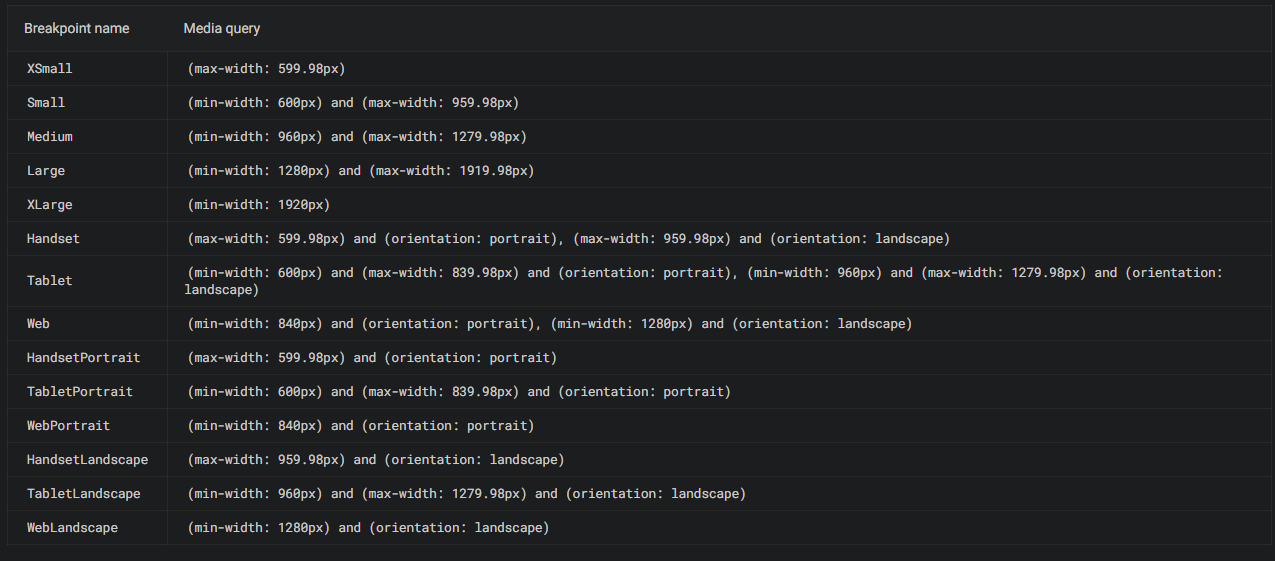 Breakpoint name Media query
XSmall (max-width: 599.98px)
Small (min-width: 600px) and (max-width: 959.98px)
Medium (min-width: 960px) and (max-width: 1279.98px)
Large (min-width: 1280px) and (max-width: 1919.98px)
XLarge (min-width: 1920px)
Handset (max-width: 599.98px) and (orientation: portrait), (max-width: 959.98px) and (orientation: landscape)
Tablet (min-width: 600px) and (max-width: 839.98px) and (orientation: portrait), (min-width: 960px) and (max-width: 1279.98px) and (orientation:
landscape)
Web (min-width: 840px) and (orientation: portrait), (min-width: 1280px) and (orientation: landscape)
HandsetPortrait (max-width: 599.98px) and (orientation: portrait)
TabletPortrait (min-width: 600px) and (max-width: 839.98px) and (orientation: portrait)
WebPortrait (min-width: 840px) and (orientation: portrait)
HandsetLandscape (max-width: 959.98px) and (orientation: landscape)
TabletLandscape (min-width: 960px) and (max-width: 1279.98px) and (orientation: landscape)
WebLandscape (min-width: 1280px) and (orientation: landscape)